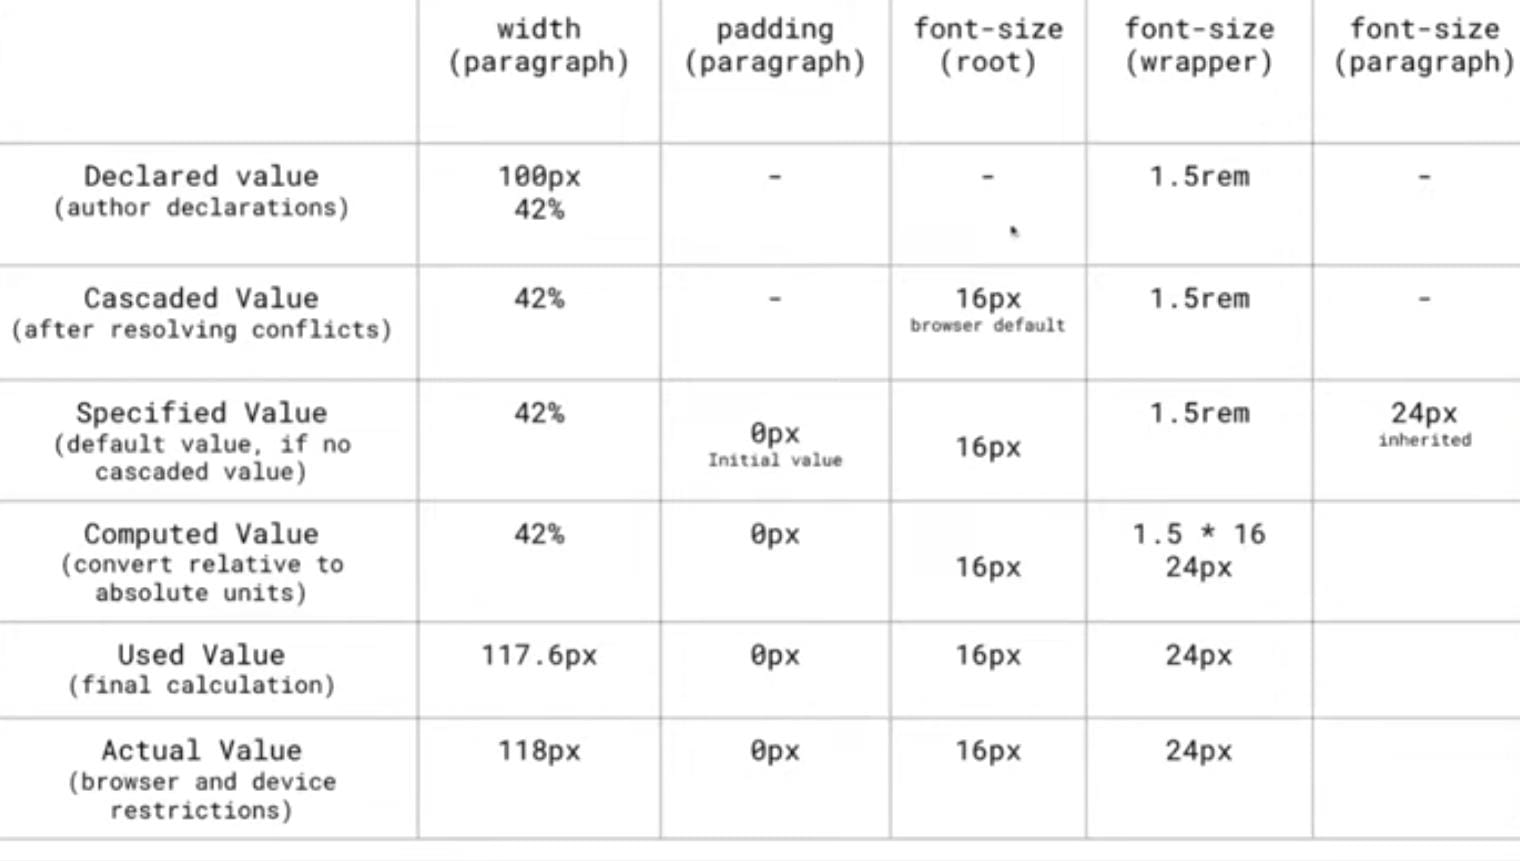 width padding font-size font-size font-size
(paragraph) (paragraph) (root) (wrapper) (paragraph)
Declared value 100px - - 1.5rem -
(author declarations) 42%
Cascaded Value 42% - 16px 1.5rem -
(after resolving conflicts) browser default
Specified Value 42% 0px 16px 1.5rem 24px
(default value, if no Initial value inherited
cascaded value)
Computed Value 42% 0px 16px 1.5 * 16
(convert relative to 24px
absolute units)
Used Value 117.6px 0px 16px 24px
(final calculation)
Actual Value 118px 0px 16px 24px
(browser and device
restrictions)